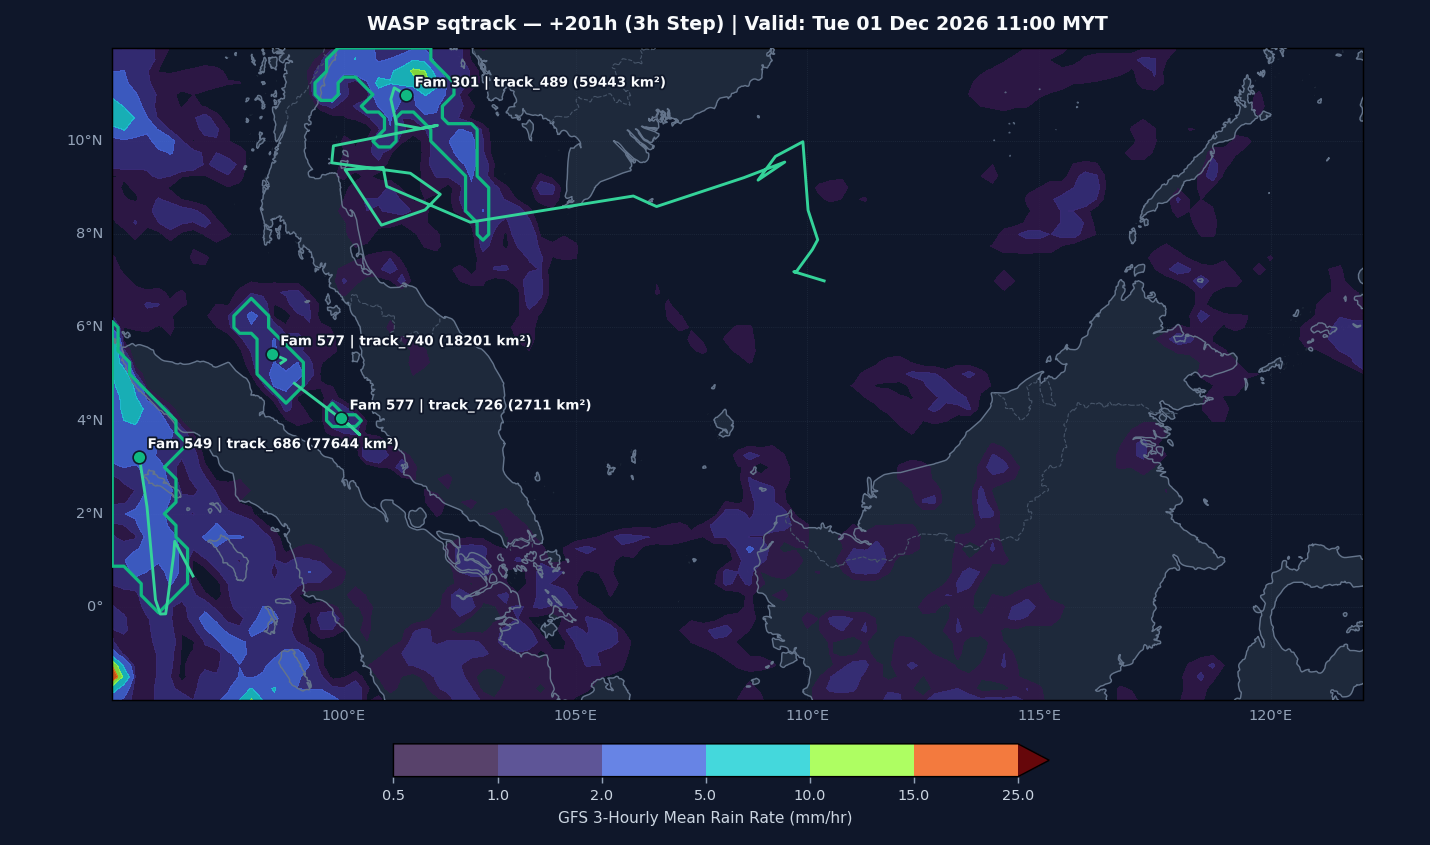 WASP sqtrack — +201h (3h Step) | Valid: Tue 01 Dec 2026 11:00 MYT
Fam 301 | track_489 (59443 km²)
10°N
8°N
6°N
Fam 577 | track_740 (18201 km²)
Fam 577 | track_726 (2711 km²)
4°N
Fam 549 | track_686 (77644 km²)
2°N
0°
100°E 105°E 110°E 115°E 120°E
0.5 1.0 2.0 5.0 10.0 15.0 25.0
GFS 3-Hourly Mean Rain Rate (mm/hr)